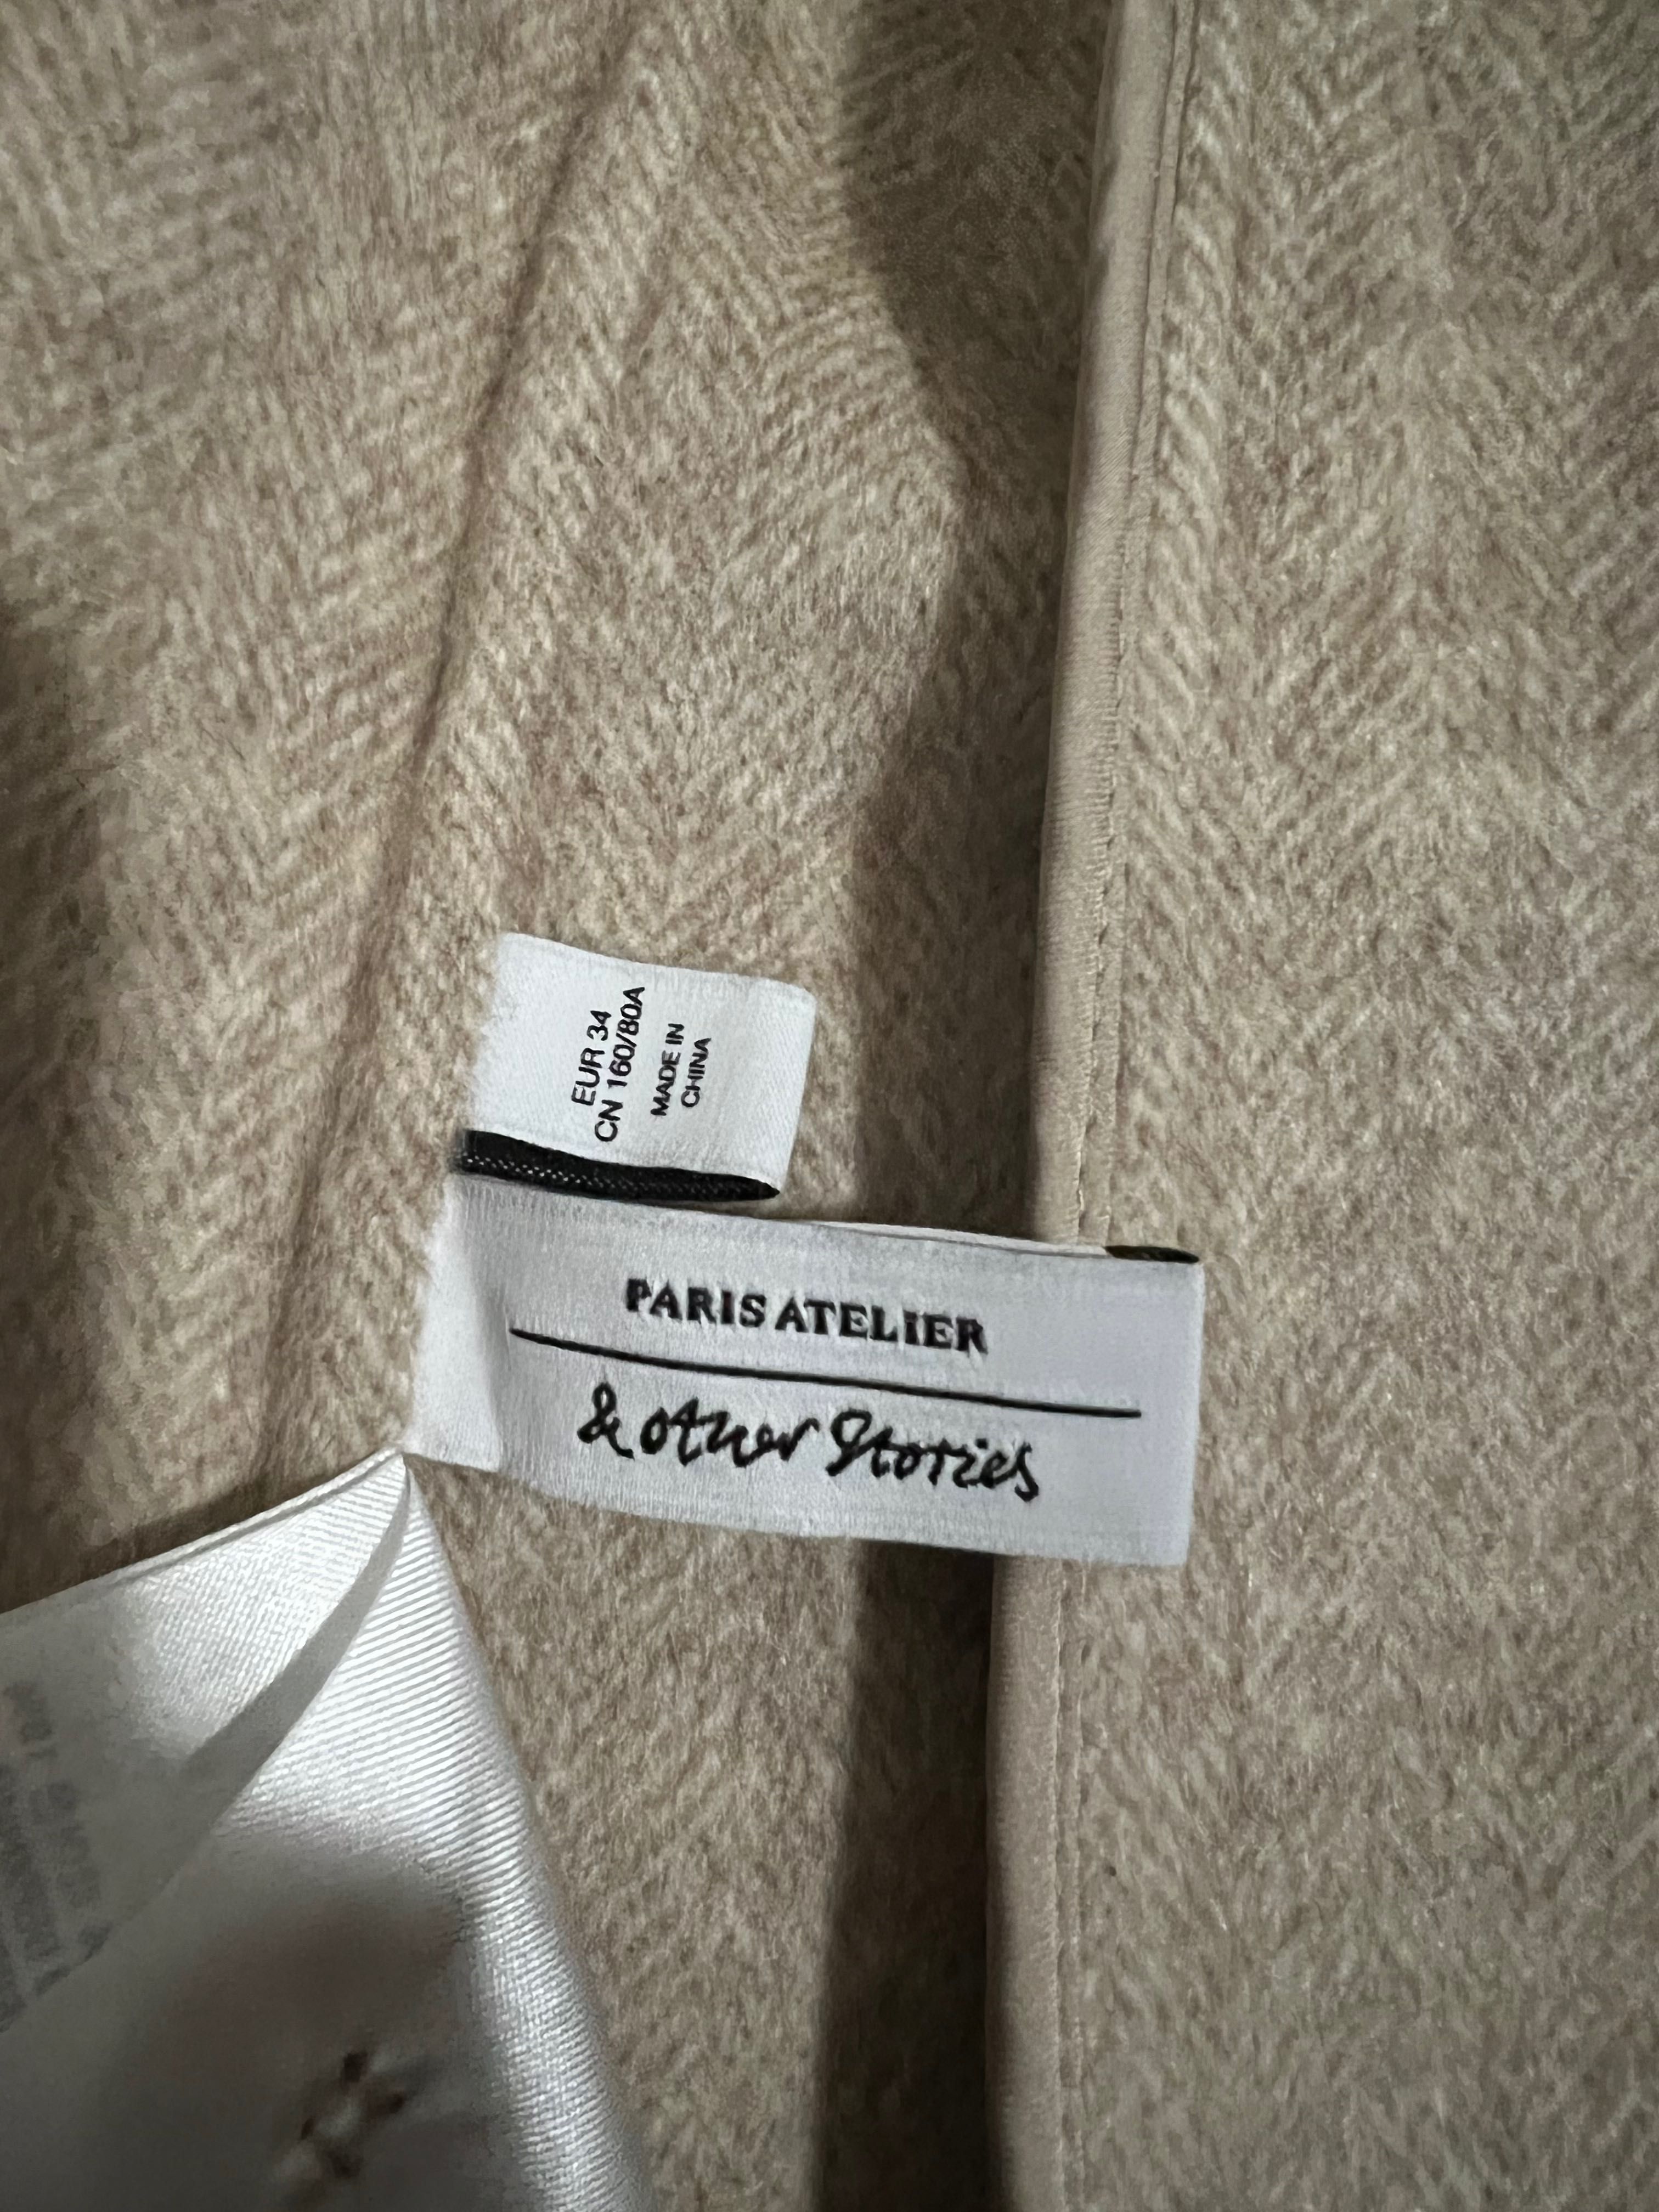 EUR 34
CN 160/80A
MADE IN
CHINA
PARIS ATELIER
& other Stories